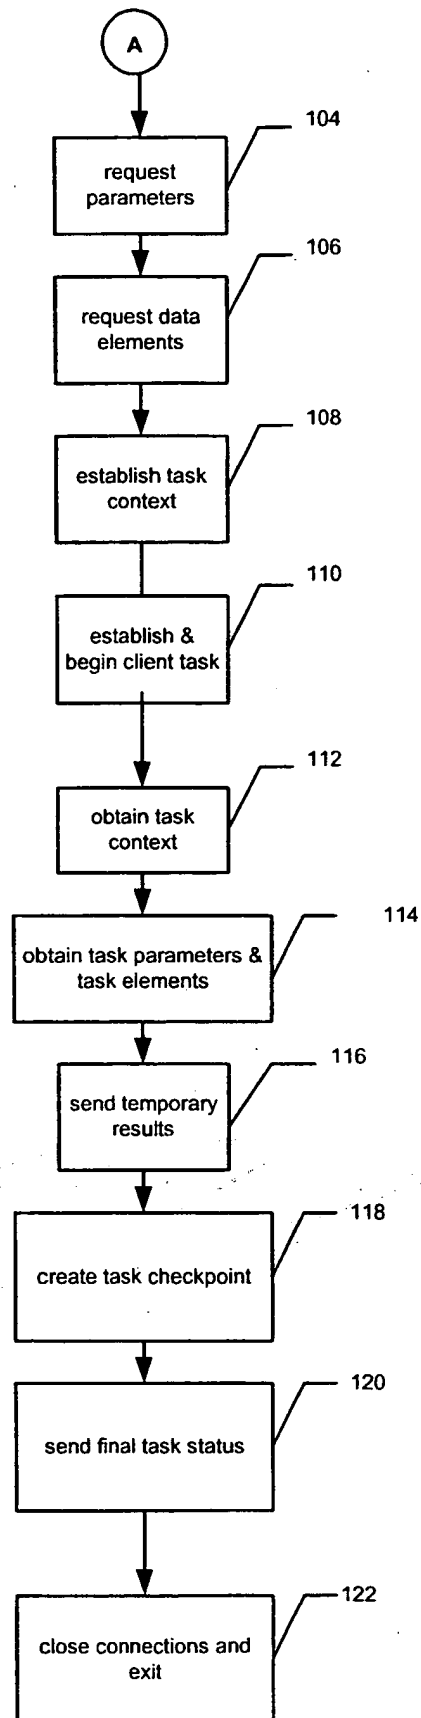 A
104
request
parameters
106
request data
elements
108
establish task
context
110
establish &
begin client task
112
obtain task
context
114
obtain task parameters &
task elements
116
send temporary
results
118
create task checkpoint
120
send final task status
122
close connections and
exit